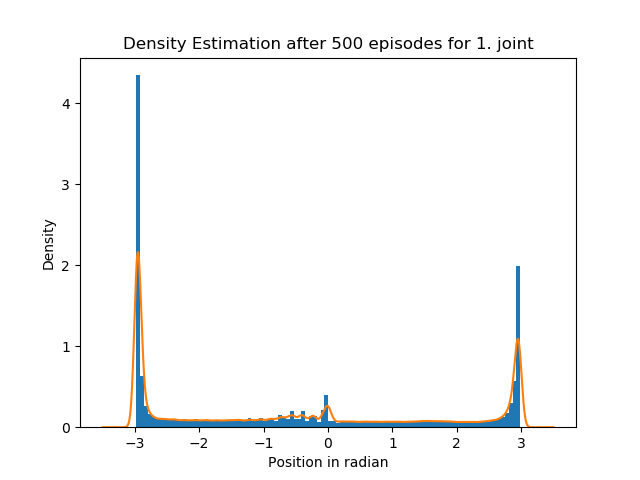 Density Estimation after 500 episodes for 1. joint
4
3
2
1
0
Density
−3 −2 −1 0 1 2 3
Position in radian